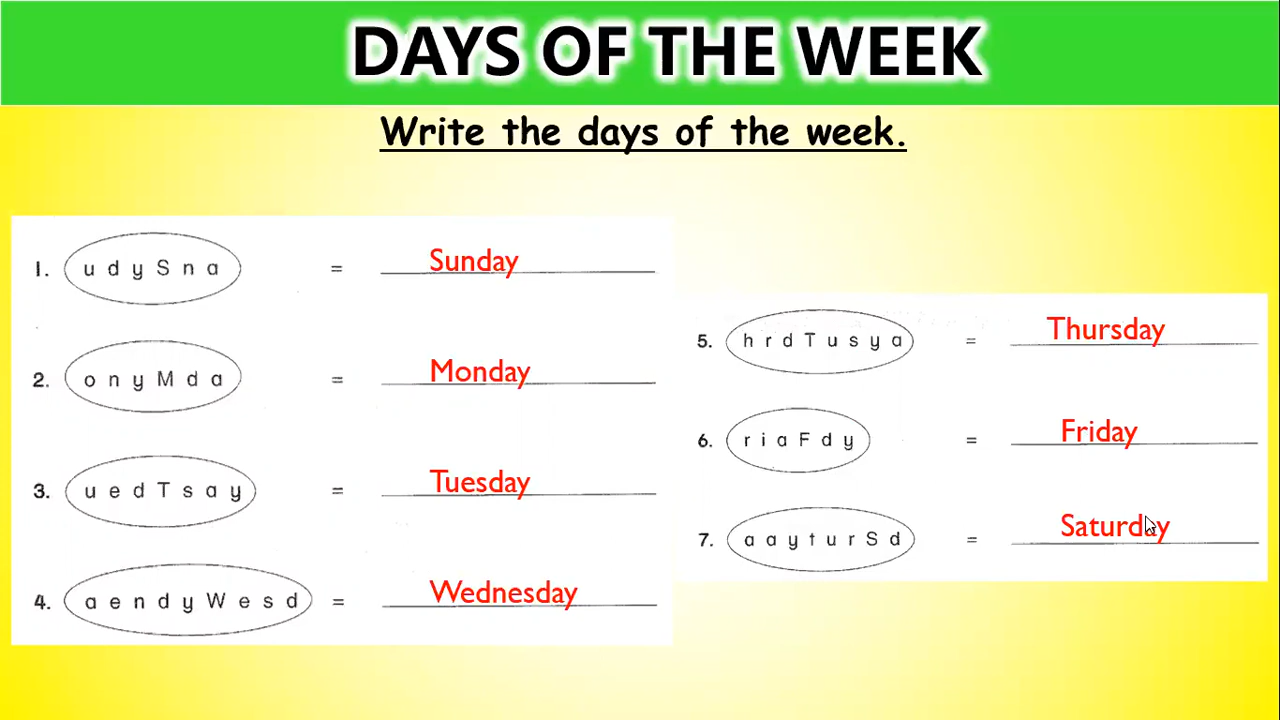 DAYS OF THE WEEK
Write the days of the week.
1. u d y S n a = Sunday
2. o n y M d a = Monday
3. u e d T s a y = Tuesday
4. a e n d y W e s d = Wednesday
5. h r d T u s y a = Thursday
6. r i a F d y = Friday
7. a a y t u r S d = Saturday